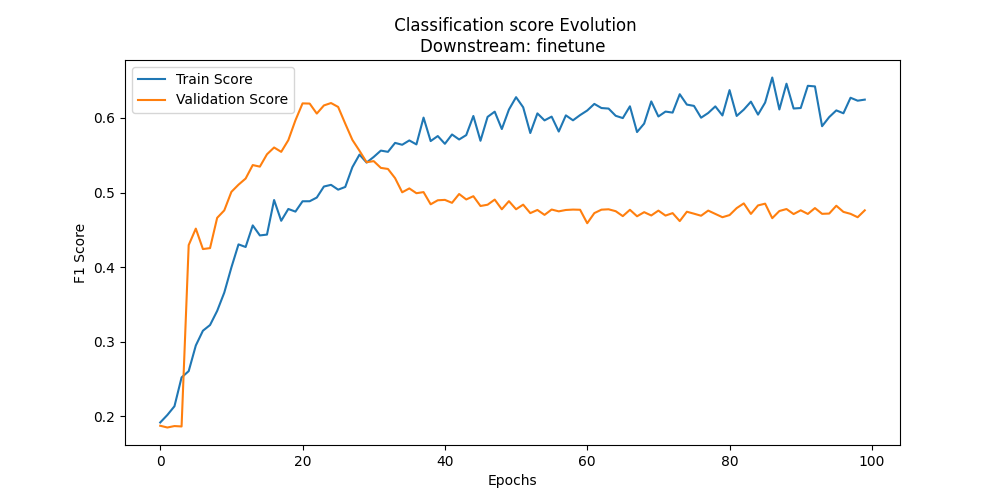 Classification score Evolution
Downstream: finetune
Train Score
Validation Score
F1 Score
0.6
0.5
0.4
0.3
0.2
0
20
40
60
80
100
Epochs